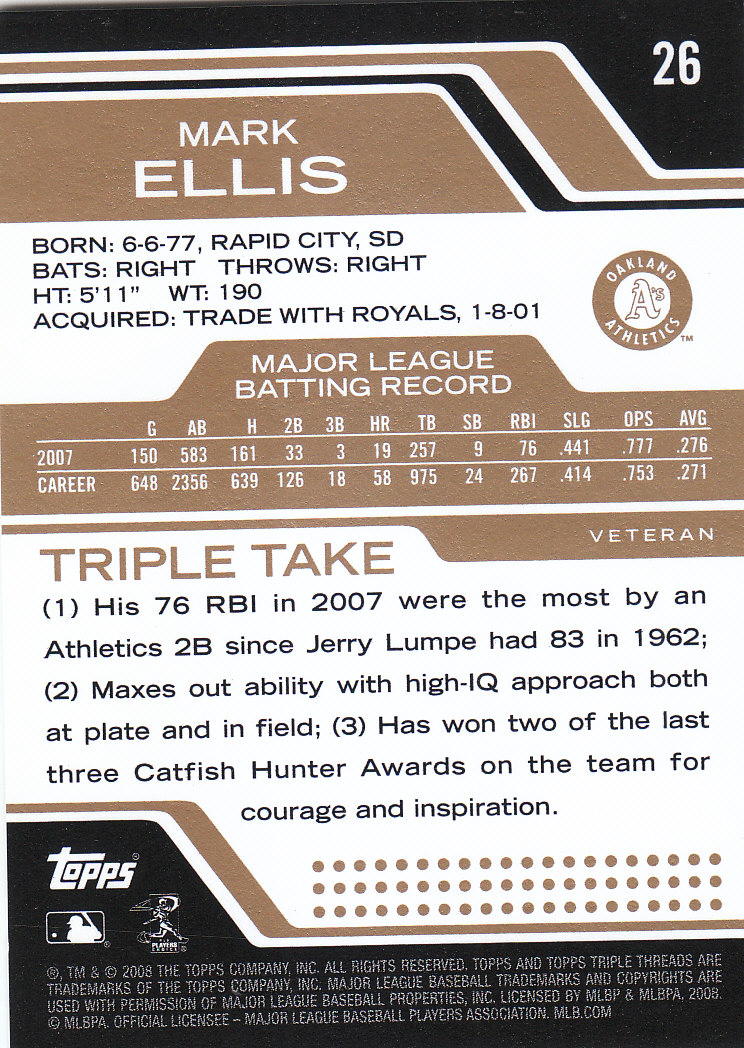 26
MARK
ELLIS
BORN: 6-6-77, RAPID CITY, SD
BATS: RIGHT THROWS: RIGHT
HT: 5'11" WT: 190
ACQUIRED: TRADE WITH ROYALS, 1-8-01
OAKLAND
A's
ATHLETICS
TM
MAJOR LEAGUE
BATTING RECORD
G AB H 2B 3B HR TB SB RBI SLG OPS AVG
2007 150 583 161 33 3 19 257 9 76 .441 .777 .276
CAREER 648 2356 639 126 18 58 975 24 267 .414 .753 .271
VETERAN
TRIPLE TAKE
(1) His 76 RBI in 2007 were the most by an
Athletics 2B since Jerry Lumpe had 83 in 1962;
(2) Maxes out ability with high-IQ approach both
at plate and in field; (3) Has won two of the last
three Catfish Hunter Awards on the team for
courage and inspiration.
Topps®
PLAYERS
CHOICE
®, TM & © 2008 THE TOPPS COMPANY, INC. ALL RIGHTS RESERVED. TOPPS AND TOPPS TRIPLE THREADS ARE
TRADEMARKS OF THE TOPPS COMPANY, INC. MAJOR LEAGUE BASEBALL TRADEMARKS AND COPYRIGHTS ARE
USED WITH PERMISSION OF MAJOR LEAGUE BASEBALL PROPERTIES, INC. LICENSED BY MLBP & MLBPA, 2008.
© MLBPA. OFFICIAL LICENSEE – MAJOR LEAGUE BASEBALL PLAYERS ASSOCIATION. MLB.COM